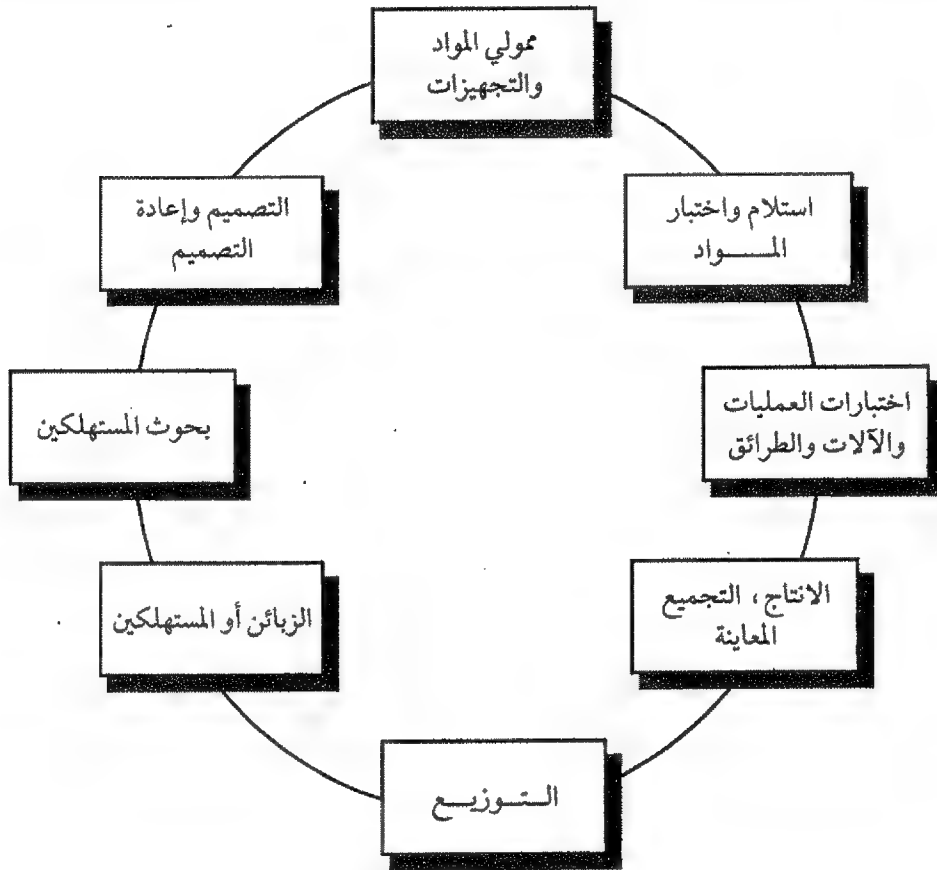 ممولي المواد
والتجهيزات
استلام واختبار
المـــــواد
اختبارات العمليات
والآلات والطرائق
الانتاج ، التجميع
المعاينة
الـتـوزيـــع
الزبائن أو المستهلكين
بحوث المستهلكين
التصميم وإعادة
التصميم